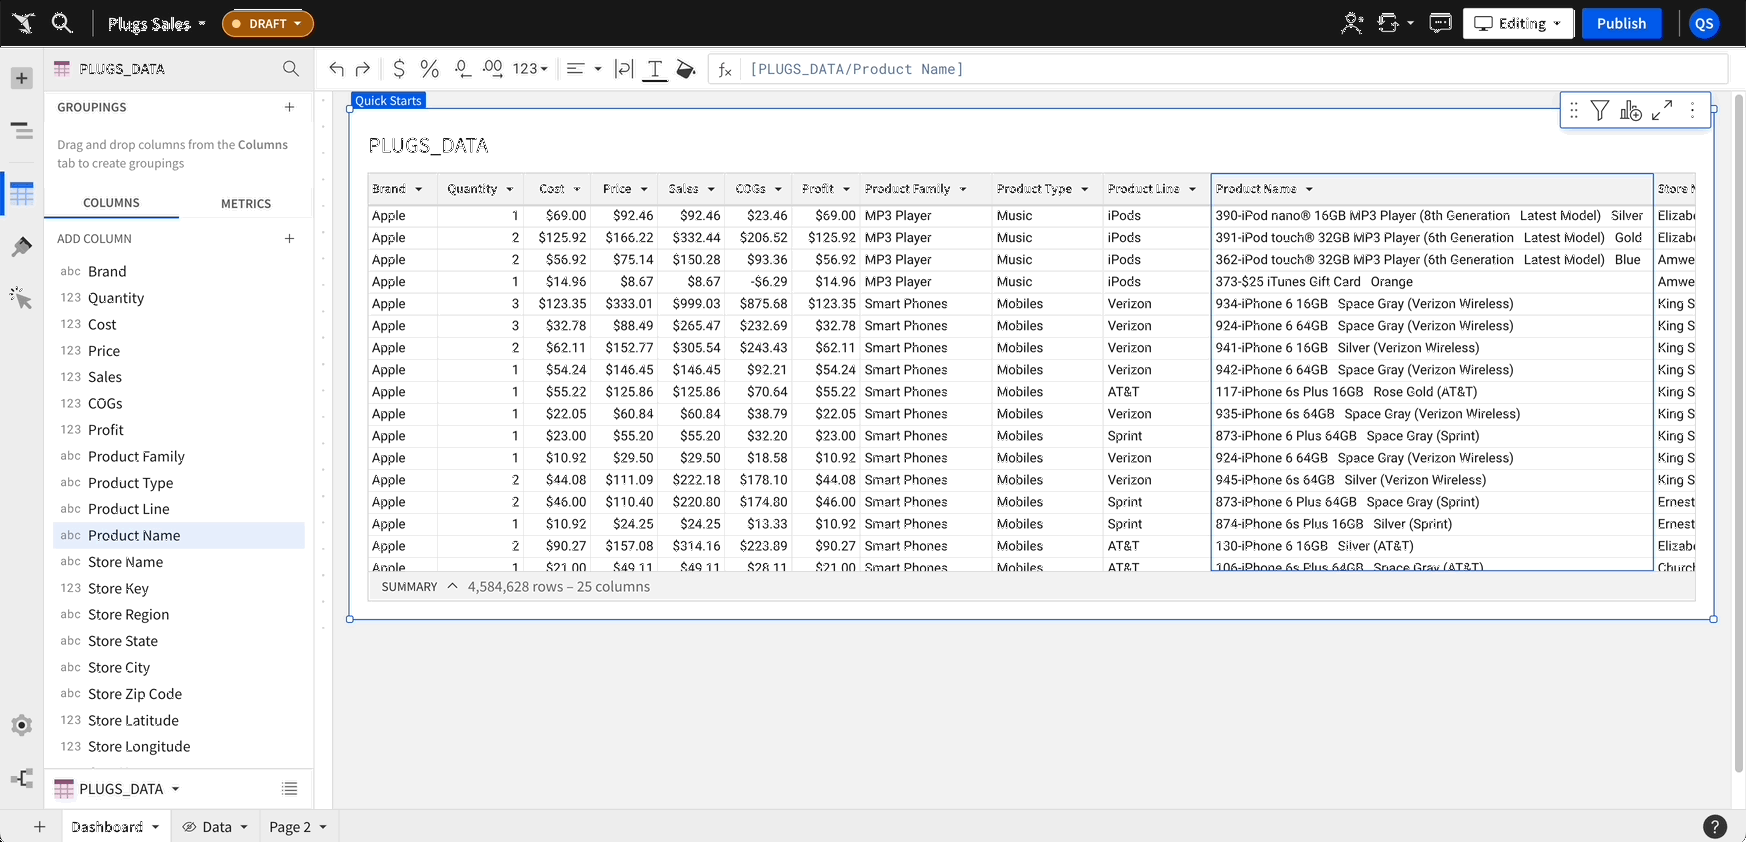 Plugs Sales
DRAFT
Editing
Publish
QS
PLUGS_DATA
$ % .0 .00 123
fx [PLUGS_DATA/Product Name]
GROUPINGS
Drag and drop columns from the Columns
tab to create groupings
COLUMNS METRICS
ADD COLUMN
abc Brand
123 Quantity
123 Cost
123 Price
123 Sales
123 COGs
123 Profit
abc Product Family
abc Product Type
abc Product Line
abc Product Name
abc Store Name
123 Store Key
abc Store Region
abc Store State
abc Store City
abc Store Zip Code
123 Store Latitude
123 Store Longitude
PLUGS_DATA
Quick Starts
PLUGS_DATA
Brand Quantity Cost Price Sales COGs Profit Product Family Product Type Product Line Product Name Store N
Apple 1 $69.00 $92.46 $92.46 $23.46 $69.00 MP3 Player Music iPods 390-iPod nano® 16GB MP3 Player (8th Generation Latest Model) Silver Elizabe
Apple 2 $125.92 $166.22 $332.44 $206.52 $125.92 MP3 Player Music iPods 391-iPod touch® 32GB MP3 Player (6th Generation Latest Model) Gold Elizabe
Apple 2 $56.92 $75.14 $150.28 $93.36 $56.92 MP3 Player Music iPods 362-iPod touch® 32GB MP3 Player (6th Generation Latest Model) Blue Amwe
Apple 1 $14.96 $8.67 $8.67 -$6.29 $14.96 MP3 Player Music iPods 373-$25 iTunes Gift Card Orange Amwe
Apple 3 $123.35 $333.01 $999.03 $875.68 $123.35 Smart Phones Mobiles Verizon 934-iPhone 6 16GB Space Gray (Verizon Wireless) King S
Apple 3 $32.78 $88.49 $265.47 $232.69 $32.78 Smart Phones Mobiles Verizon 924-iPhone 6 64GB Space Gray (Verizon Wireless) King S
Apple 2 $62.11 $152.77 $305.54 $243.43 $62.11 Smart Phones Mobiles Verizon 941-iPhone 6 16GB Silver (Verizon Wireless) King S
Apple 1 $54.24 $146.45 $146.45 $92.21 $54.24 Smart Phones Mobiles Verizon 942-iPhone 6 64GB Space Gray (Verizon Wireless) King S
Apple 1 $55.22 $125.86 $125.86 $70.64 $55.22 Smart Phones Mobiles AT&T 117-iPhone 6s Plus 16GB Rose Gold (AT&T) King S
Apple 1 $22.05 $60.84 $60.84 $38.79 $22.05 Smart Phones Mobiles Verizon 935-iPhone 6s 64GB Space Gray (Verizon Wireless) King S
Apple 1 $23.00 $55.20 $55.20 $32.20 $23.00 Smart Phones Mobiles Sprint 873-iPhone 6 Plus 64GB Space Gray (Sprint) King S
Apple 1 $10.92 $29.50 $29.50 $18.58 $10.92 Smart Phones Mobiles Verizon 924-iPhone 6 64GB Space Gray (Verizon Wireless) King S
Apple 2 $44.08 $111.09 $222.18 $178.10 $44.08 Smart Phones Mobiles Verizon 945-iPhone 6s 64GB Silver (Verizon Wireless) King S
Apple 2 $46.00 $110.40 $220.80 $174.80 $46.00 Smart Phones Mobiles Sprint 873-iPhone 6 Plus 64GB Space Gray (Sprint) Ernest
Apple 1 $10.92 $24.25 $24.25 $13.33 $10.92 Smart Phones Mobiles Sprint 874-iPhone 6s Plus 16GB Silver (Sprint) Ernest
Apple 2 $90.27 $157.08 $314.16 $223.89 $90.27 Smart Phones Mobiles AT&T 130-iPhone 6 16GB Silver (AT&T) Elizabe
Apple 1 $21.00 $49.11 $49.11 $28.11 $21.00 Smart Phones Mobiles AT&T 106-iPhone 6s Plus 64GB Space Gray (AT&T) Church
SUMMARY 4,584,628 rows – 25 columns
Dashboard Data Page 2
?